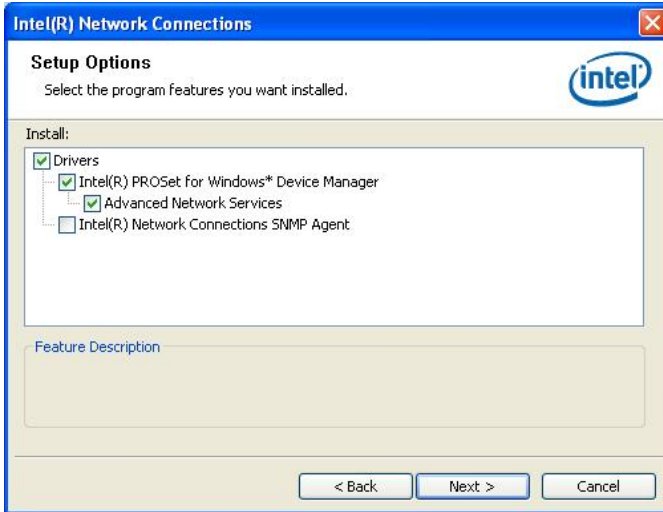 Intel(R) Network Connections
Setup Options
Select the program features you want installed.
intel
Install:
Drivers
Intel(R) PROSet for Windows* Device Manager
Advanced Network Services
Intel(R) Network Connections SNMP Agent
Feature Description
< Back
Next >
Cancel